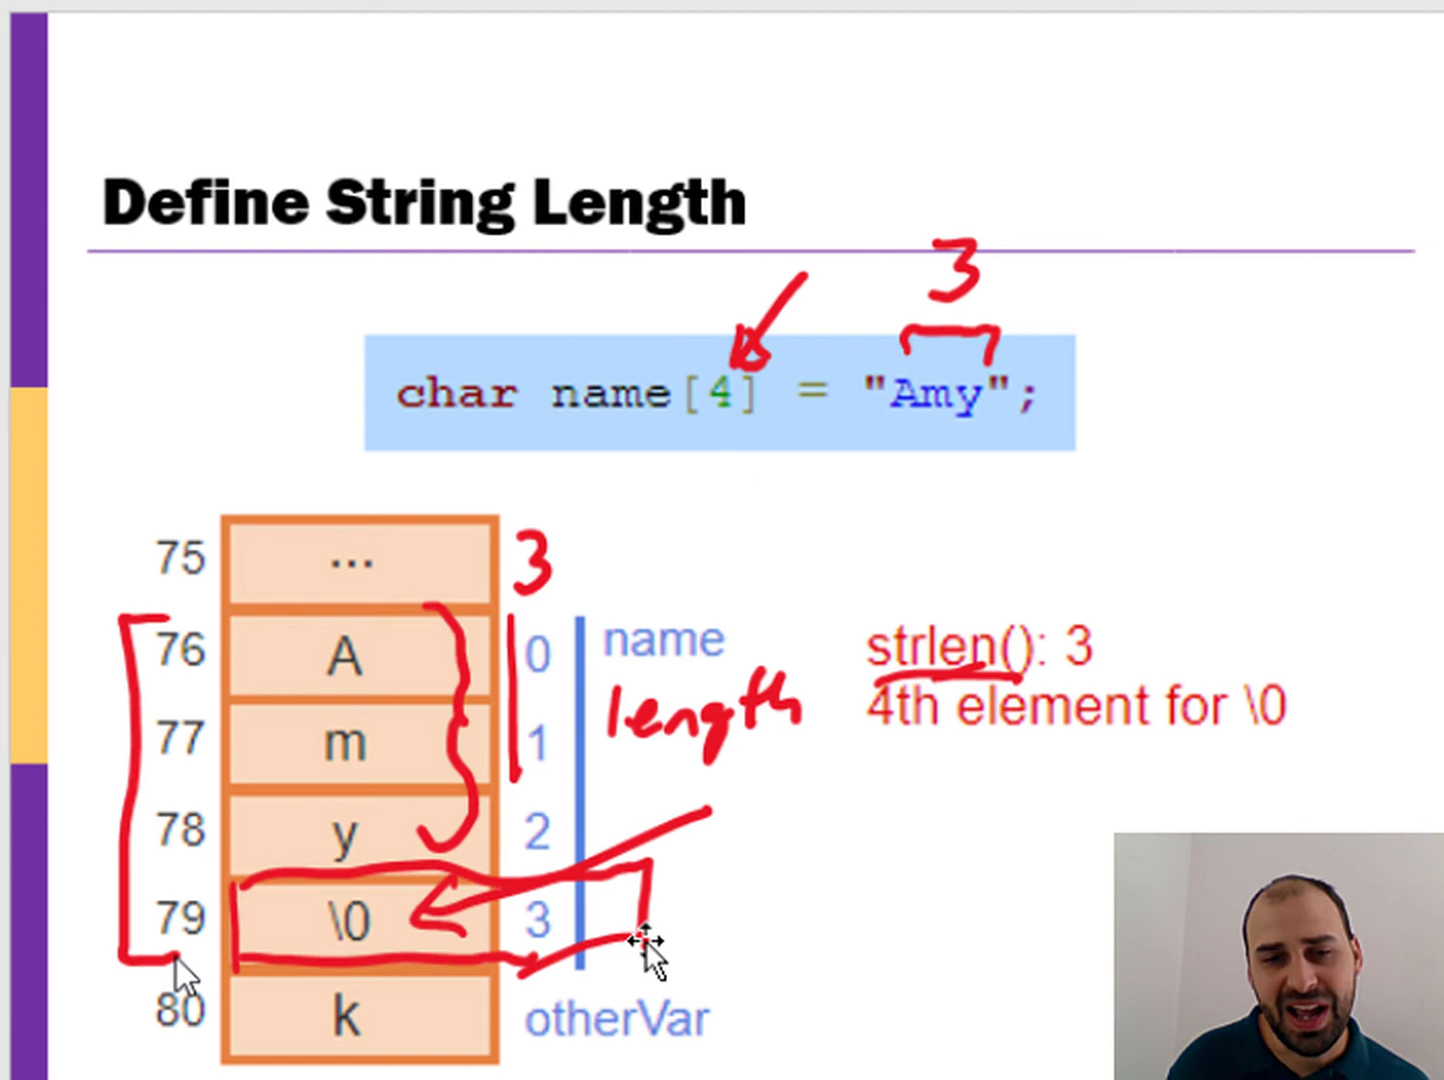 Define String Length
3
char name[4] = "Amy";
75 ... 3
76 A 0 name
strlen(): 3
77 m 1 length
4th element for \0
78 y 2
79 \0 3
80 k otherVar